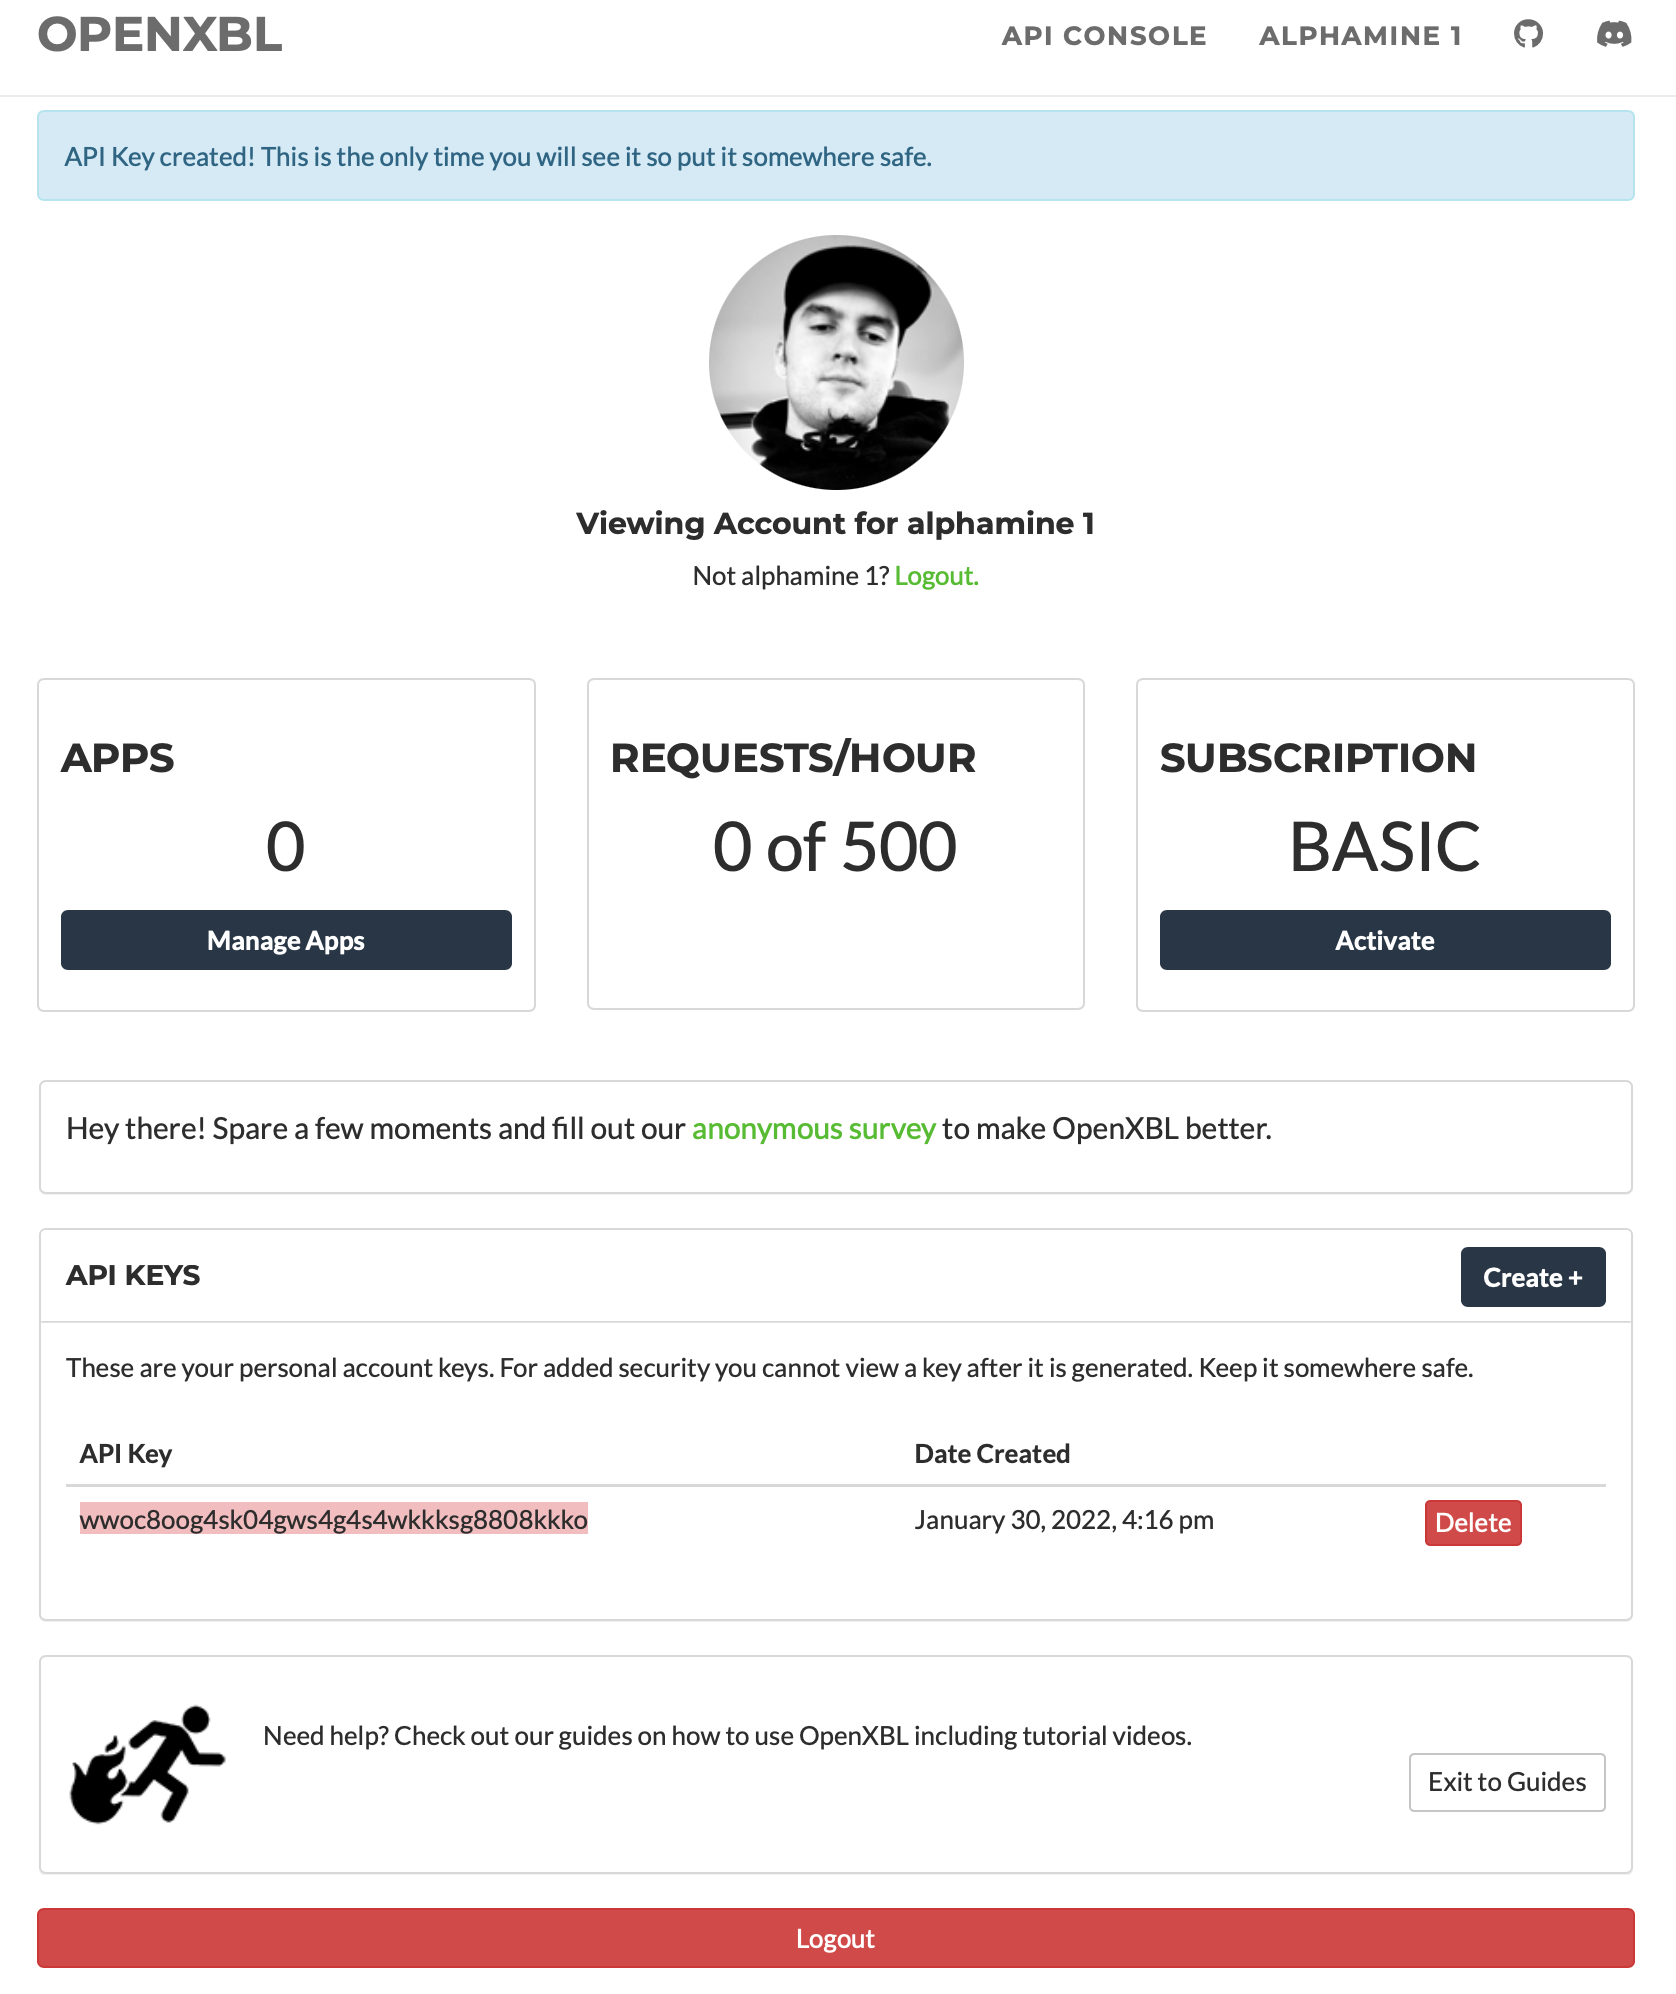 OPENXBL
API CONSOLE
ALPHAMINE 1
API Key created! This is the only time you will see it so put it somewhere safe.
Viewing Account for alphamine 1
Not alphamine 1? Logout.
APPS
0
Manage Apps
REQUESTS/HOUR
0 of 500
SUBSCRIPTION
BASIC
Activate
Hey there! Spare a few moments and fill out our anonymous survey to make OpenXBL better.
API KEYS
Create +
These are your personal account keys. For added security you cannot view a key after it is generated. Keep it somewhere safe.
API Key
Date Created
wwoc8oog4sk04gws4g4s4wkkksg8808kkko
January 30, 2022, 4:16 pm
Delete
Need help? Check out our guides on how to use OpenXBL including tutorial videos.
Exit to Guides
Logout